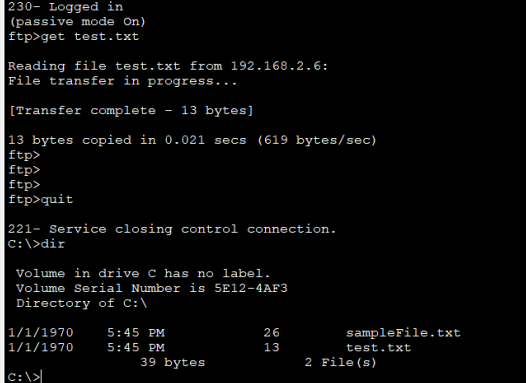 230- Logged in
(passive mode On)
ftp>get test.txt
Reading file test.txt from 192.168.2.6:
File transfer in progress...
[Transfer complete - 13 bytes]
13 bytes copied in 0.021 secs (619 bytes/sec)
ftp>
ftp>
ftp>
ftp>quit
221- Service closing control connection.
C:\>dir
Volume in drive C has no label.
Volume Serial Number is 5E12-4AF3
Directory of C:\
1/1/1970 5:45 PM 26 sampleFile.txt
1/1/1970 5:45 PM 13 test.txt
39 bytes 2 File(s)
C:\>